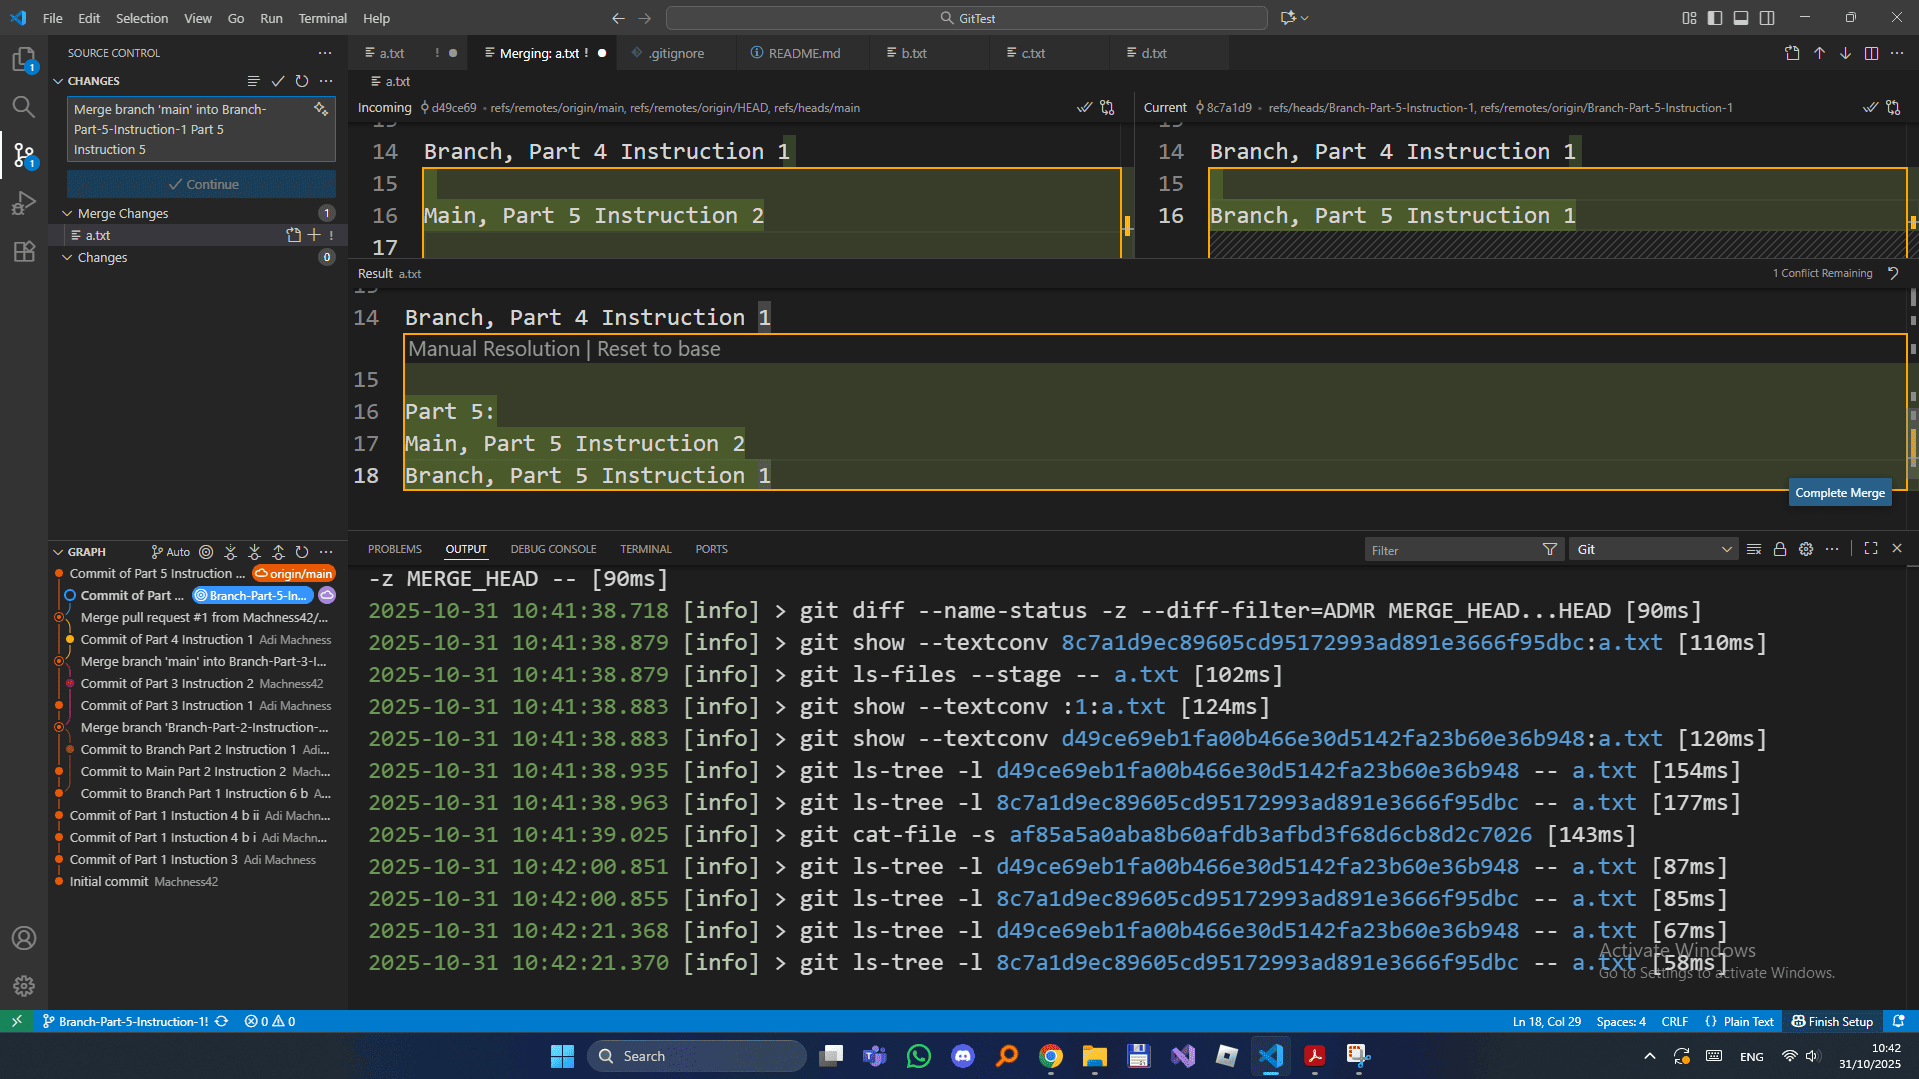 File Edit Selection View Go Run Terminal Help
GitTest
SOURCE CONTROL
CHANGES
Merge branch 'main' into Branch-
Part-5-Instruction-1 Part 5
Instruction 5
Continue
Merge Changes 1
a.txt !
Changes 0
a.txt !
Merging: a.txt !
.gitignore
README.md
b.txt
c.txt
d.txt
a.txt
Incoming d49ce69 • refs/remotes/origin/main, refs/remotes/origin/HEAD, refs/heads/main
14 Branch, Part 4 Instruction 1
15
16 Main, Part 5 Instruction 2
17
Current 8c7a1d9 • refs/heads/Branch-Part-5-Instruction-1, refs/remotes/origin/Branch-Part-5-Instruction-1
14 Branch, Part 4 Instruction 1
15
16 Branch, Part 5 Instruction 1
Result a.txt
1 Conflict Remaining
14 Branch, Part 4 Instruction 1
Manual Resolution | Reset to base
15
16 Part 5:
17 Main, Part 5 Instruction 2
18 Branch, Part 5 Instruction 1
Complete Merge
GRAPH Auto
Commit of Part 5 Instruction ... origin/main
Commit of Part ... Branch-Part-5-In...
Merge pull request #1 from Machness42/...
Commit of Part 4 Instruction 1 Adi Machness
Merge branch 'main' into Branch-Part-3-I...
Commit of Part 3 Instruction 2 Machness42
Commit of Part 3 Instruction 1 Adi Machness
Merge branch 'Branch-Part-2-Instruction-...
Commit to Branch Part 2 Instruction 1 Adi...
Commit to Main Part 2 Instruction 2 Mach...
Commit to Branch Part 1 Instruction 6 b A...
Commit of Part 1 Instuction 4 b ii Adi Machn...
Commit of Part 1 Instuction 4 b i Adi Machn...
Commit of Part 1 Instuction 3 Adi Machness
Initial commit Machness42
PROBLEMS OUTPUT DEBUG CONSOLE TERMINAL PORTS
Filter
Git
-z MERGE_HEAD -- [90ms]
2025-10-31 10:41:38.718 [info] > git diff --name-status -z --diff-filter=ADMR MERGE_HEAD...HEAD [90ms]
2025-10-31 10:41:38.879 [info] > git show --textconv 8c7a1d9ec89605cd95172993ad891e3666f95dbc:a.txt [110ms]
2025-10-31 10:41:38.879 [info] > git ls-files --stage -- a.txt [102ms]
2025-10-31 10:41:38.883 [info] > git show --textconv :1:a.txt [124ms]
2025-10-31 10:41:38.883 [info] > git show --textconv d49ce69eb1fa00b466e30d5142fa23b60e36b948:a.txt [120ms]
2025-10-31 10:41:38.935 [info] > git ls-tree -l d49ce69eb1fa00b466e30d5142fa23b60e36b948 -- a.txt [154ms]
2025-10-31 10:41:38.963 [info] > git ls-tree -l 8c7a1d9ec89605cd95172993ad891e3666f95dbc -- a.txt [177ms]
2025-10-31 10:41:39.025 [info] > git cat-file -s af85a5a0aba8b60afdb3afbd3f68d6cb8d2c7026 [143ms]
2025-10-31 10:42:00.851 [info] > git ls-tree -l d49ce69eb1fa00b466e30d5142fa23b60e36b948 -- a.txt [87ms]
2025-10-31 10:42:00.855 [info] > git ls-tree -l 8c7a1d9ec89605cd95172993ad891e3666f95dbc -- a.txt [85ms]
2025-10-31 10:42:21.368 [info] > git ls-tree -l d49ce69eb1fa00b466e30d5142fa23b60e36b948 -- a.txt [67ms]
2025-10-31 10:42:21.370 [info] > git ls-tree -l 8c7a1d9ec89605cd95172993ad891e3666f95dbc -- a.txt [58ms]
Activate Windows
Go to Settings to activate Windows.
Branch-Part-5-Instruction-1! 0 0
Ln 18, Col 29 Spaces: 4 CRLF {} Plain Text Finish Setup
Search
ENG
10:42
31/10/2025